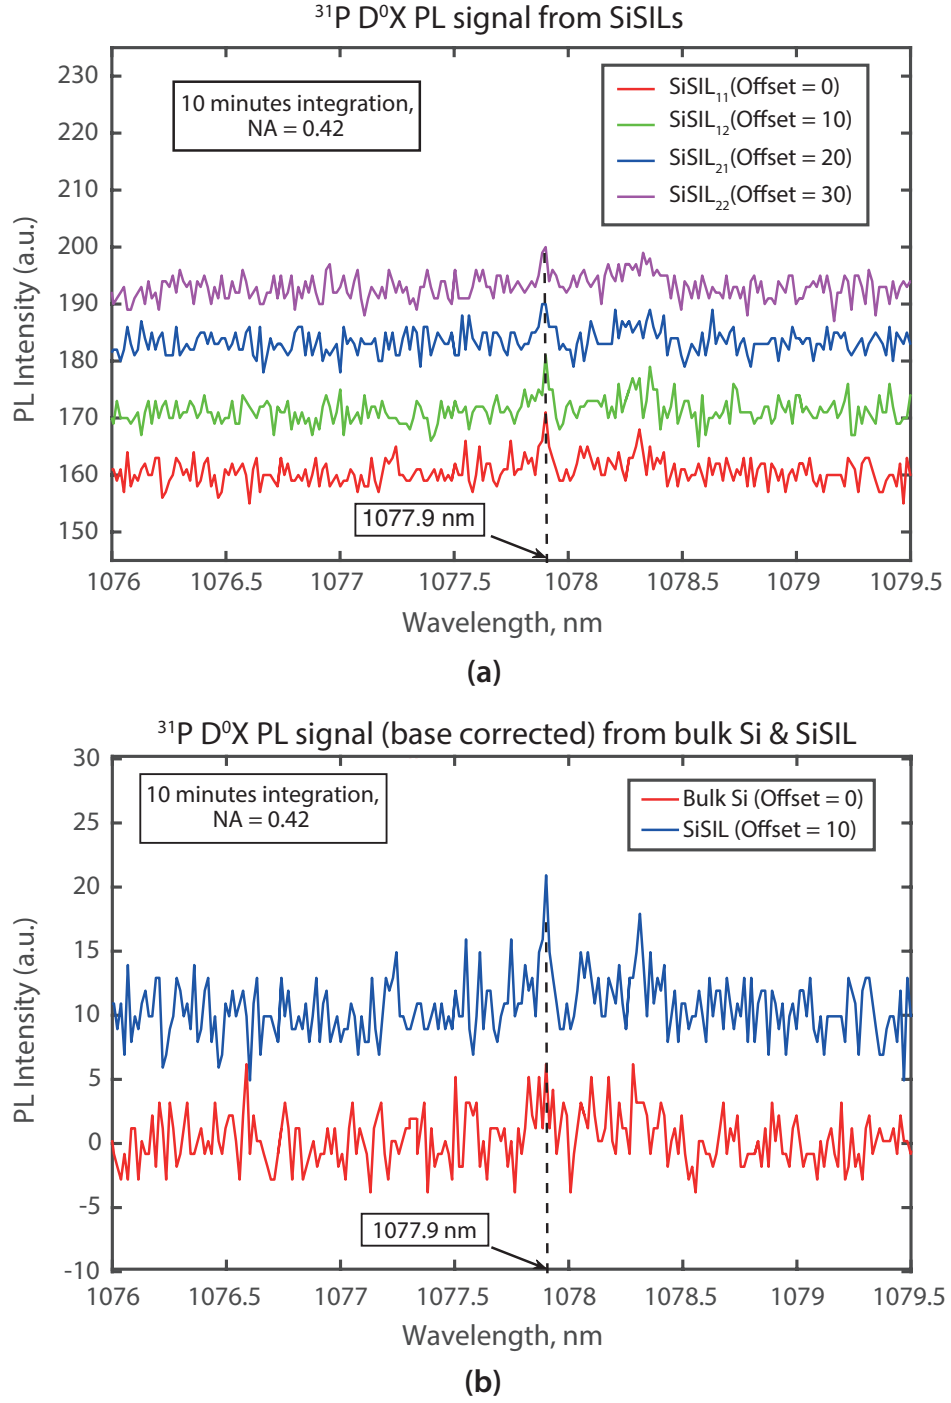 ³¹P D⁰X PL signal from SiSILs
10 minutes integration,
NA = 0.42
SiSIL₁₁(Offset = 0)
SiSIL₁₂(Offset = 10)
SiSIL₂₁(Offset = 20)
SiSIL₂₂(Offset = 30)
230
220
210
200
190
180
170
160
150
PL Intensity (a.u.)
1077.9 nm
1076 1076.5 1077 1077.5 1078 1078.5 1079 1079.5
Wavelength, nm
(a)
³¹P D⁰X PL signal (base corrected) from bulk Si & SiSIL
10 minutes integration,
NA = 0.42
Bulk Si (Offset = 0)
SiSIL (Offset = 10)
30
25
20
15
10
5
0
-5
-10
PL Intensity (a.u.)
1077.9 nm
1076 1076.5 1077 1077.5 1078 1078.5 1079 1079.5
Wavelength, nm
(b)